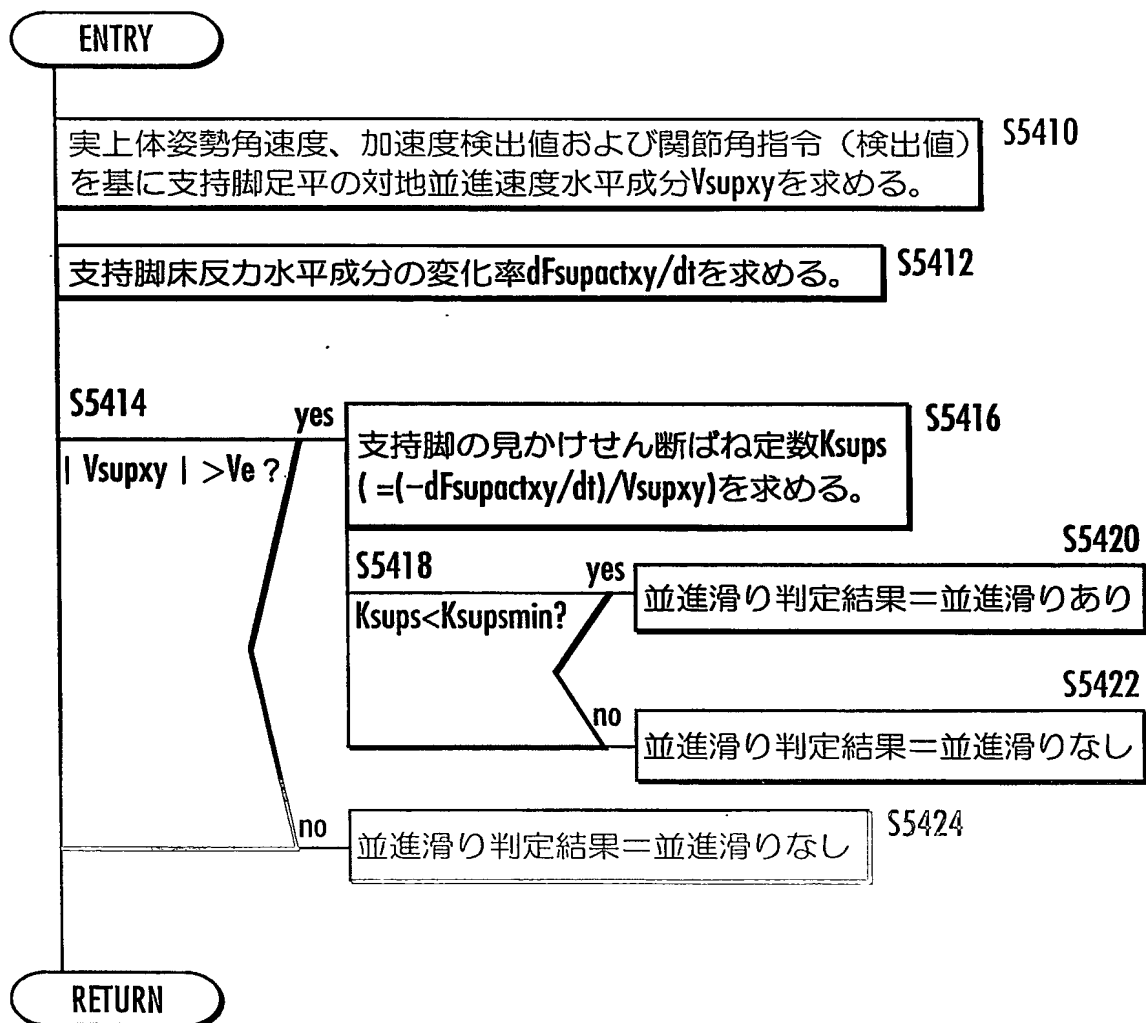 ENTRY
実上体姿勢角速度、加速度検出値および関節角指令（検出値）
を基に支持脚足平の対地並進速度水平成分Vsupxyを求める。
S5410
支持脚床反力水平成分の変化率dFsupactxy/dtを求める。
S5412
S5414
| Vsupxy | >Ve ?
yes
支持脚の見かけせん断ばね定数Ksups
( =(-dFsupactxy/dt)/Vsupxy)を求める。
S5416
S5418
Ksups<Ksupsmin?
yes
S5420
並進滑り判定結果＝並進滑りあり
S5422
no
並進滑り判定結果＝並進滑りなし
no
並進滑り判定結果＝並進滑りなし
S5424
RETURN